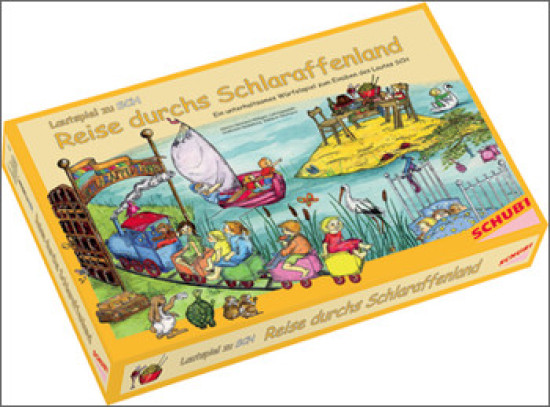 Lautspiel zu SCH
Reise durchs Schlaraffenland
Ein unterhaltsames Würfelspiel zum Einüben des Lautes SCH
SCHUBI
Lautspiel zu SCH Reise durchs Schlaraffenland
SCHUBI